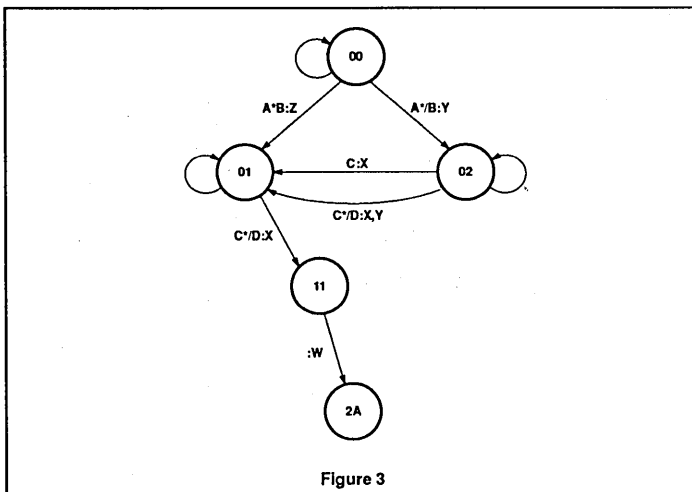 00
A*B:Z
A*/B:Y
01
C:X
02
C*/D:X,Y
C*/D:X
11
:W
2A
Figure 3